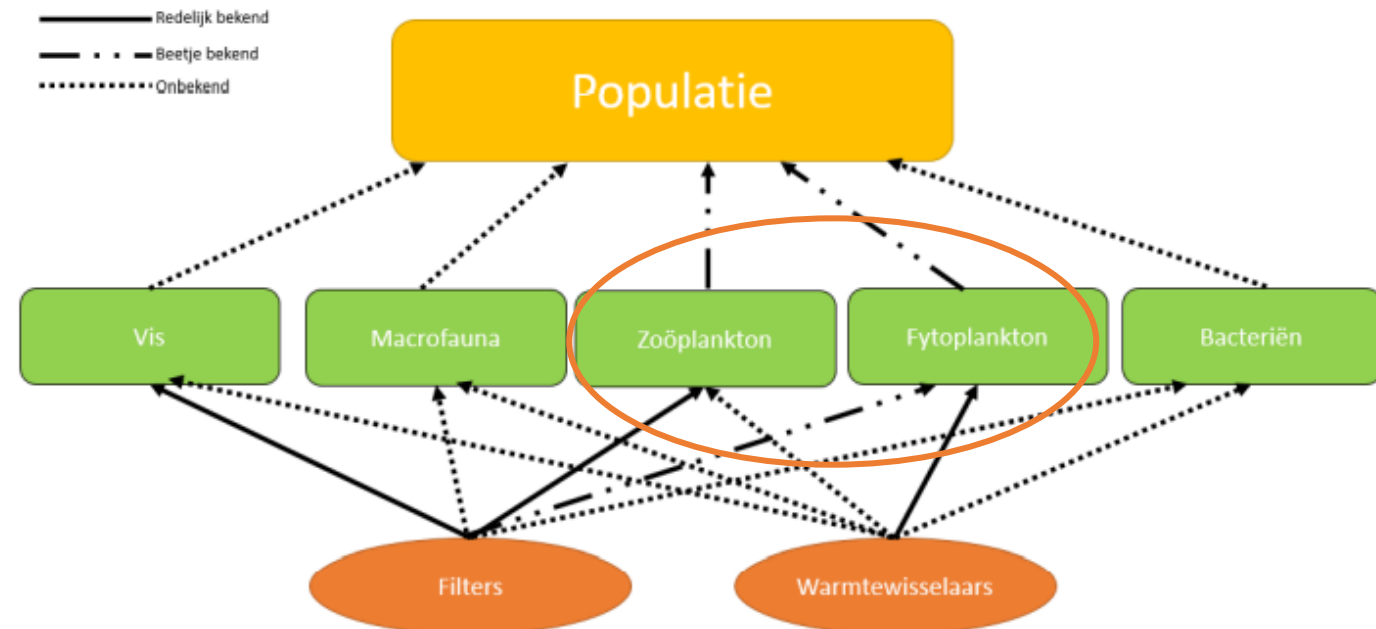 Redelijk bekend
Beetje bekend
Onbekend
Populatie
Vis
Macrofauna
Zoöplankton
Fytoplankton
Bacteriën
Filters
Warmtewisselaars